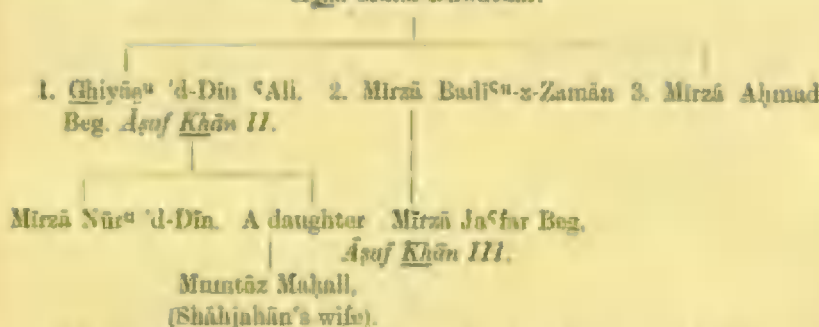 1. Ghiyās̤ᵘ 'd-Dīn ʿAlī. 2. Mīrzā Badīʿᵘ-z-Zamān 3. Mīrzā Aḥmad
Beg. Āṣaf Khān II.
Mīrzā Nūrᵘ 'd-Dīn. A daughter Mīrzā Jaʿfar Beg.
Āṣaf Khān III.
Mumtāz Maḥall,
(Shāhjahān's wife).